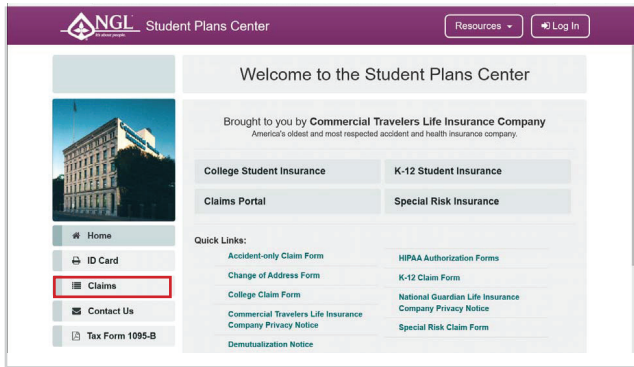 NGL
It's about people.
Student Plans Center
Resources
Log In
Welcome to the Student Plans Center
Brought to you by Commercial Travelers Life Insurance Company
America's oldest and most respected accident and health insurance company.
College Student Insurance
K-12 Student Insurance
Claims Portal
Special Risk Insurance
Home
ID Card
Claims
Contact Us
Tax Form 1095-B
Quick Links:
Accident-only Claim Form
Change of Address Form
College Claim Form
Commercial Travelers Life Insurance
Company Privacy Notice
Demutualization Notice
HIPAA Authorization Forms
K-12 Claim Form
National Guardian Life Insurance
Company Privacy Notice
Special Risk Claim Form